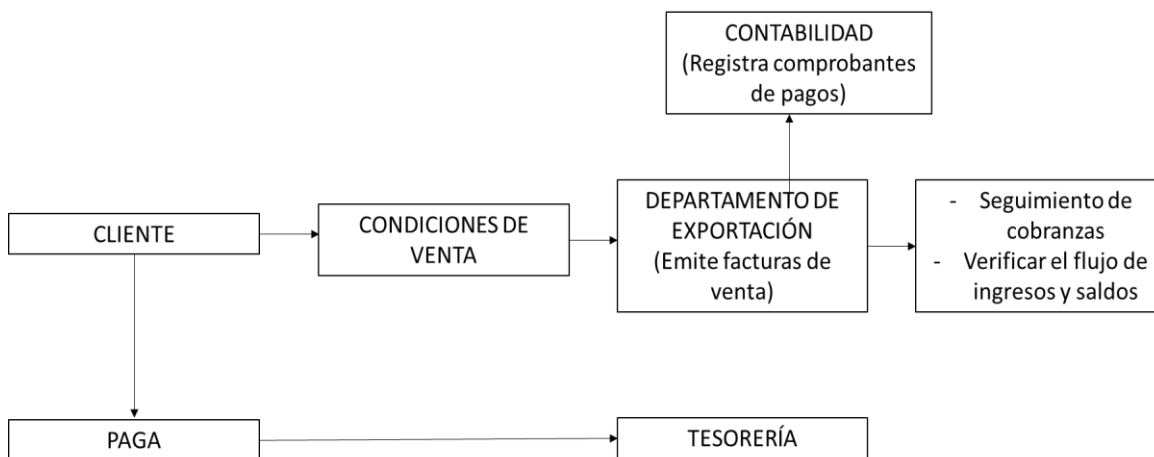 CONTABILIDAD
(Registra comprobantes
de pagos)
CLIENTE
CONDICIONES DE
VENTA
DEPARTAMENTO DE
EXPORTACIÓN
(Emite facturas de
venta)
- Seguimiento de
cobranzas
- Verificar el flujo de
ingresos y saldos
PAGA
TESORERÍA